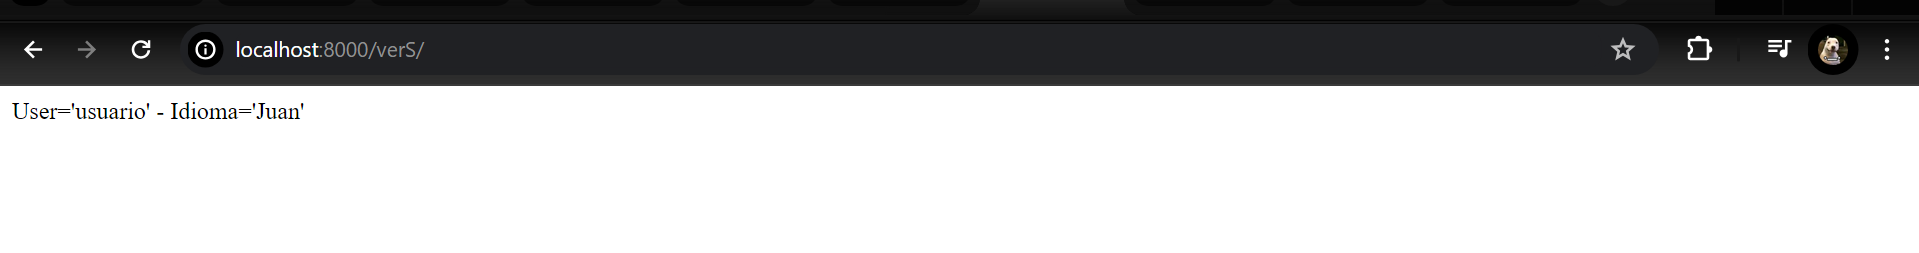 localhost:8000/verS/
User='usuario' - Idioma='Juan'